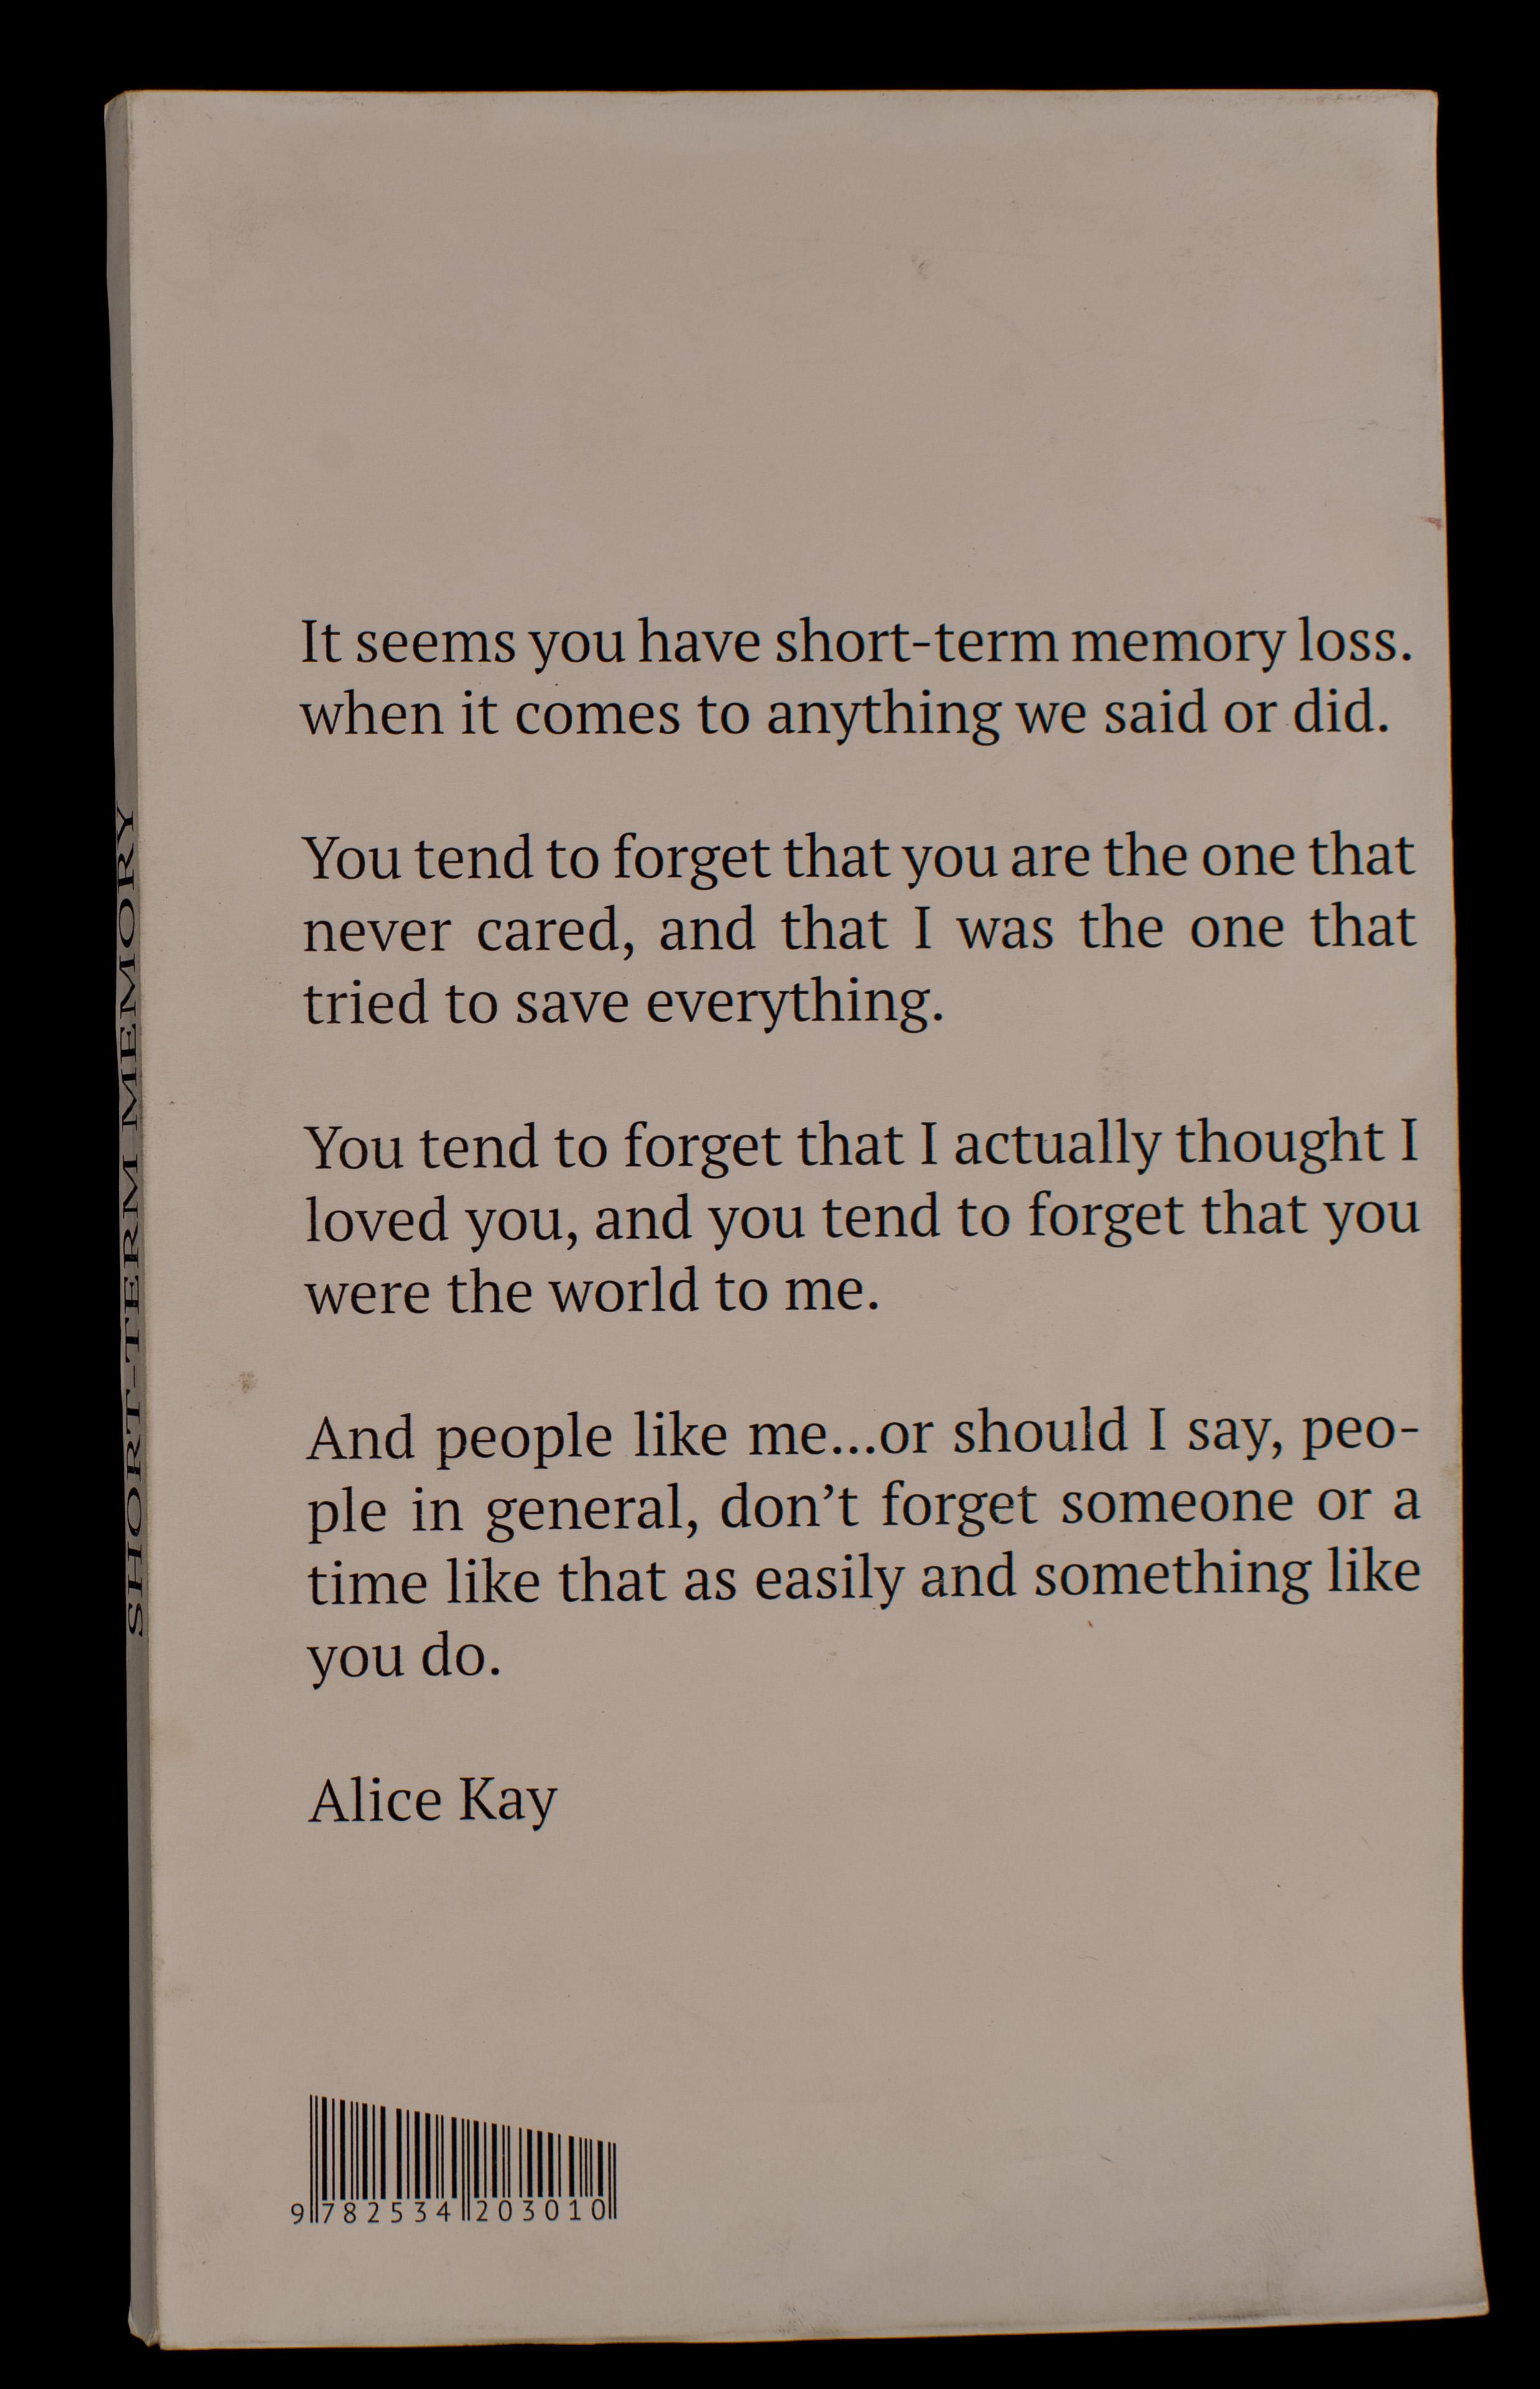 It seems you have short-term memory loss.
when it comes to anything we said or did.
You tend to forget that you are the one that
never cared, and that I was the one that
tried to save everything.
You tend to forget that I actually thought I
loved you, and you tend to forget that you
were the world to me.
And people like me...or should I say, peo-
ple in general, don’t forget someone or a
time like that as easily and something like
you do.
Alice Kay
9 782534 203010
SHORT-TERM MEMORY